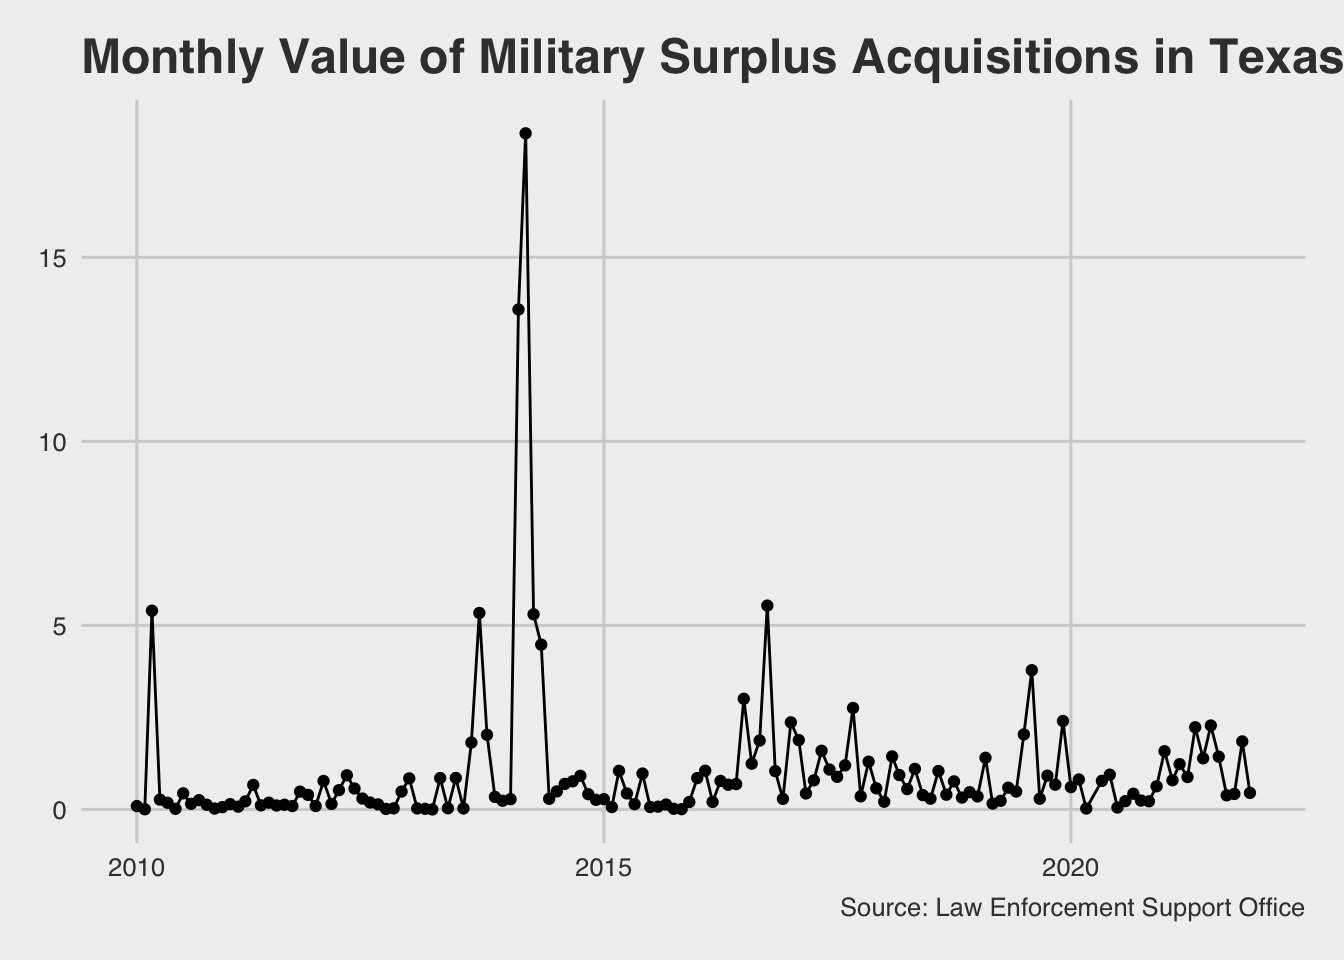 Monthly Value of Military Surplus Acquisitions in Texas
15
10
5
0
2010 2015 2020
Source: Law Enforcement Support Office